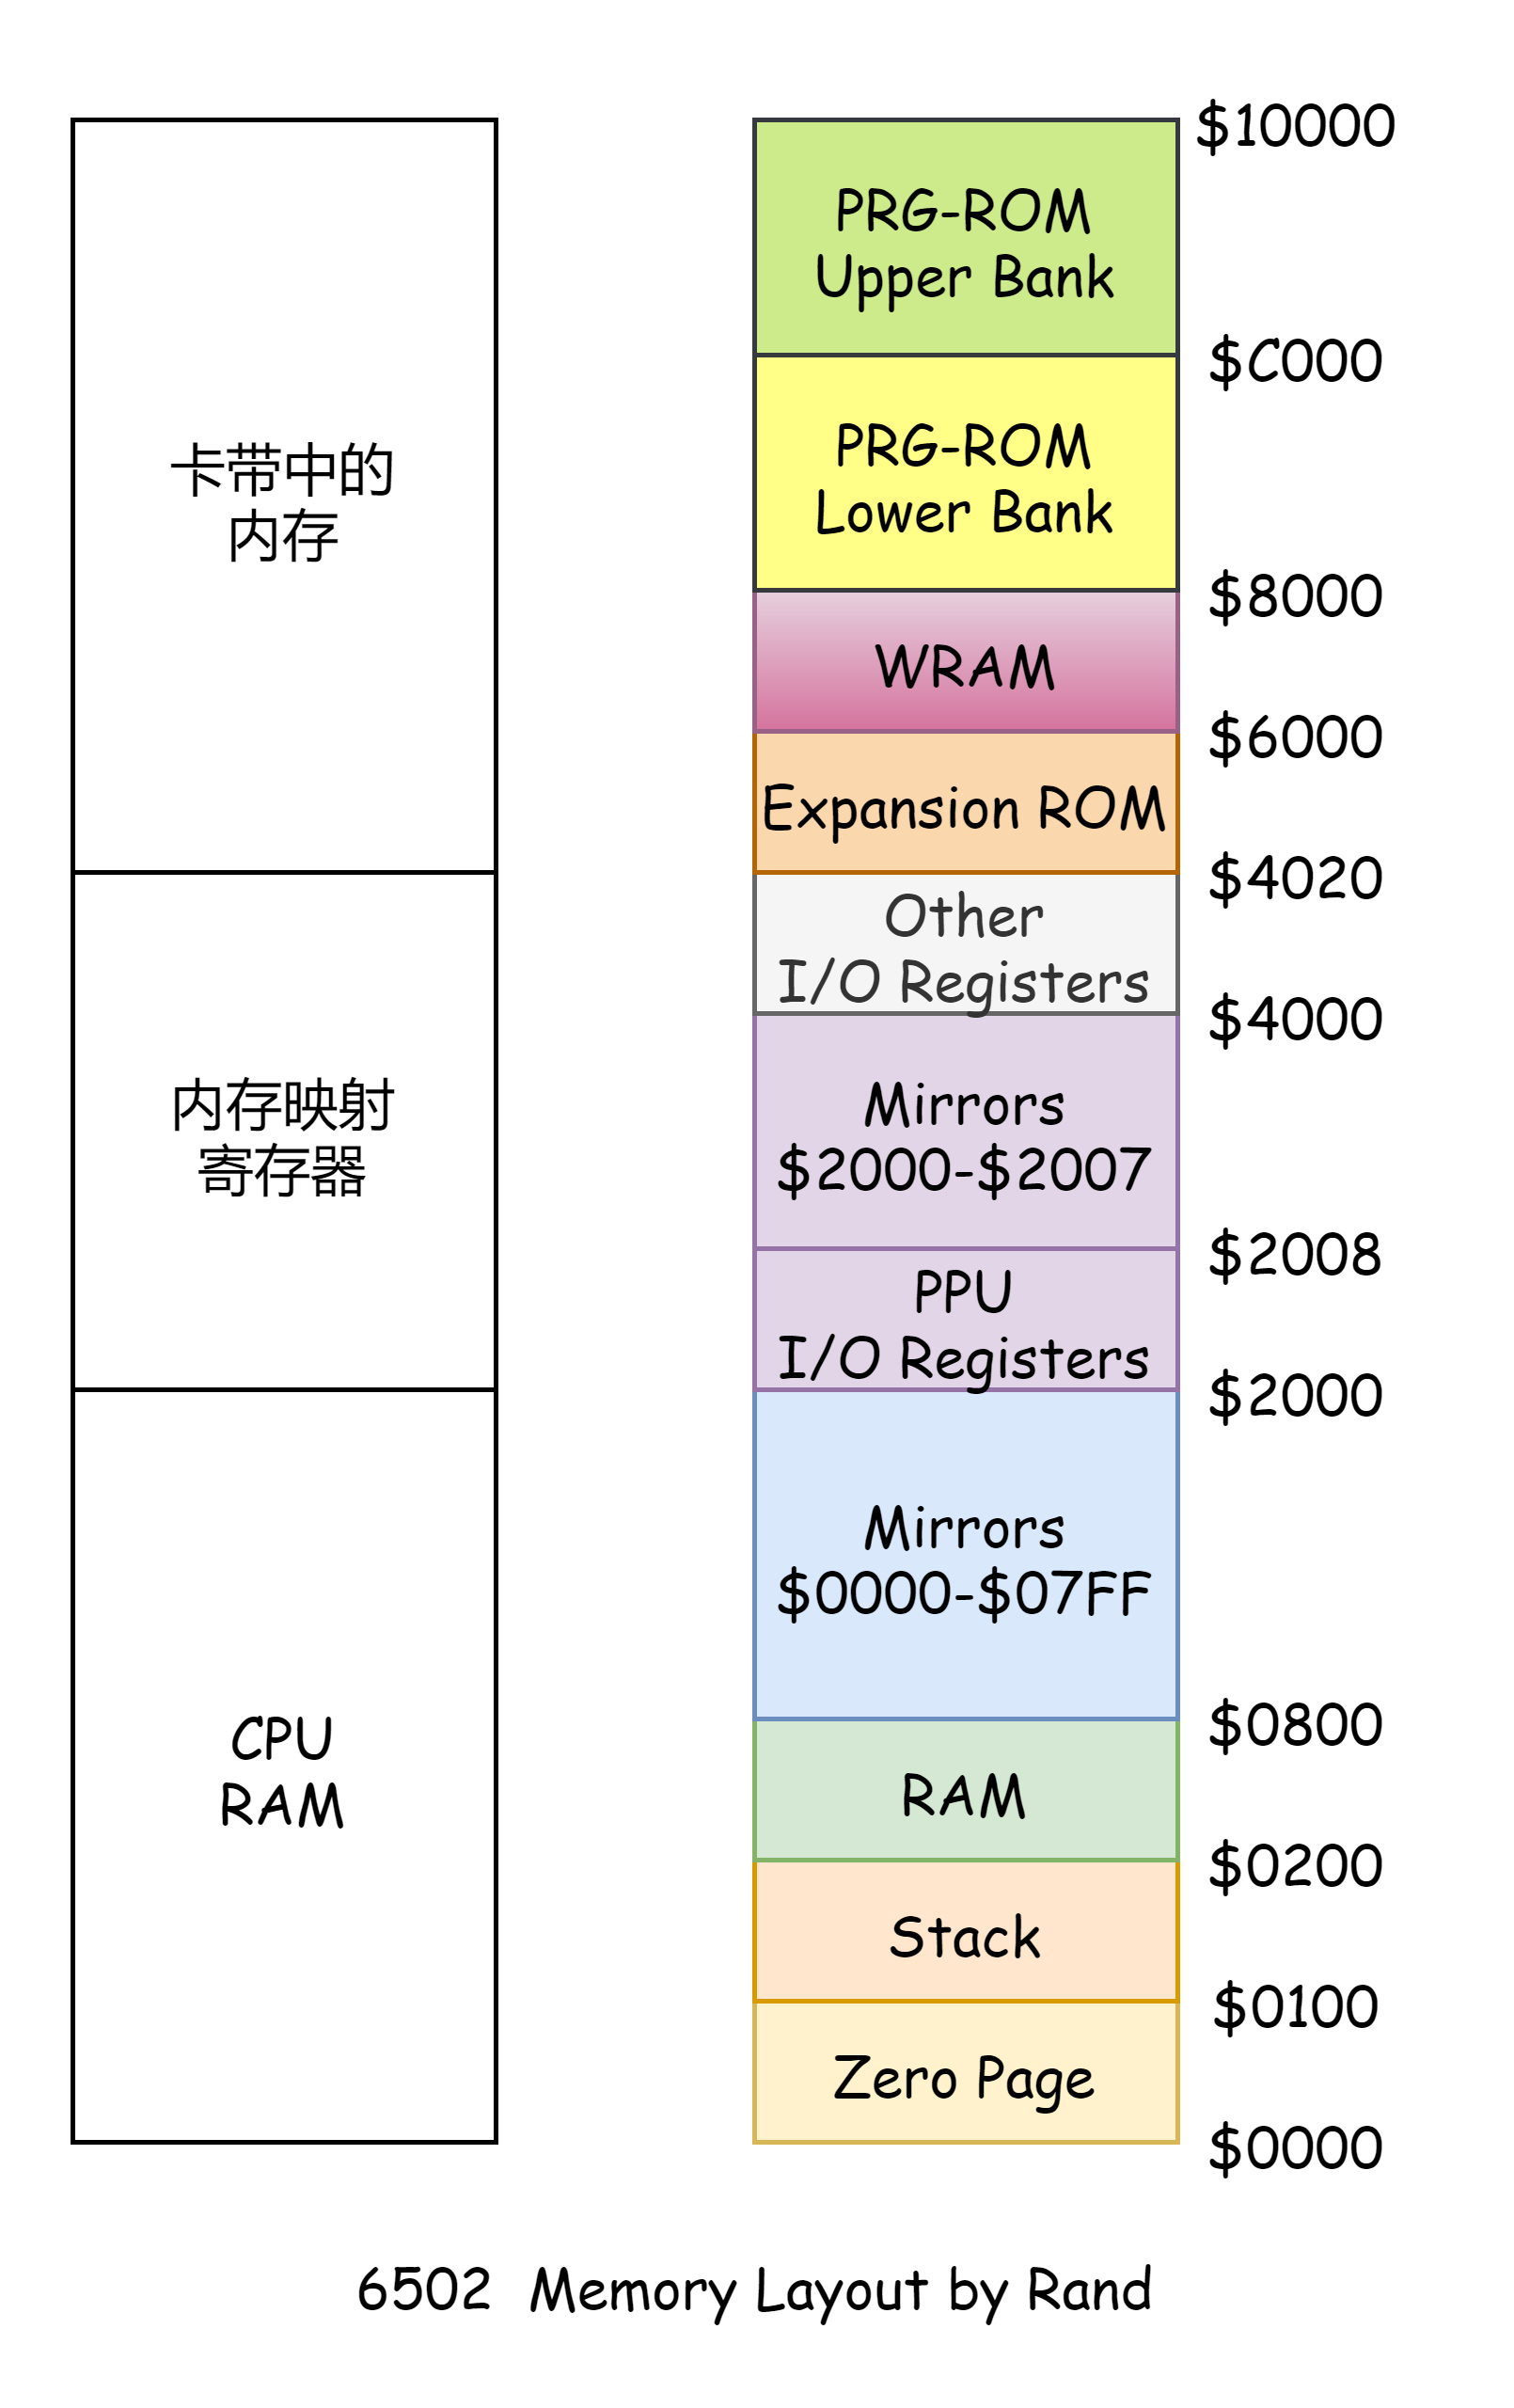 卡带中的
内存
内存映射
寄存器
CPU
RAM
$10000
PRG-ROM
Upper Bank
$C000
PRG-ROM
Lower Bank
$8000
WRAM
$6000
Expansion ROM
$4020
Other
I/O Registers
$4000
Mirrors
$2000-$2007
$2008
PPU
I/O Registers
$2000
Mirrors
$0000-$07FF
$0800
RAM
$0200
Stack
$0100
Zero Page
$0000
6502 Memory Layout by Rand